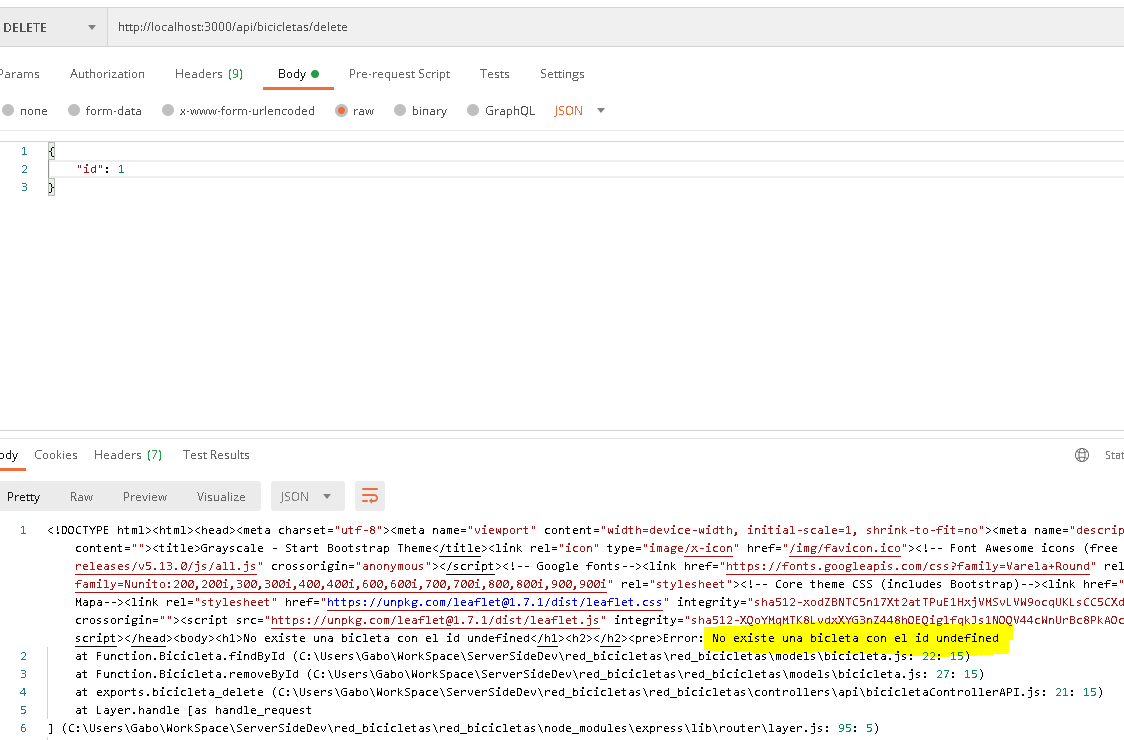 DELETE http://localhost:3000/api/bicicletas/delete
Params Authorization Headers (9) Body Pre-request Script Tests Settings
none form-data x-www-form-urlencoded raw binary GraphQL JSON
1 {
2 "id": 1
3 }
ody Cookies Headers (7) Test Results Stat
Pretty Raw Preview Visualize JSON
1 <!DOCTYPE html><html><head><meta charset="utf-8"><meta name="viewport" content="width=device-width, initial-scale=1, shrink-to-fit=no"><meta name="descrip
content=""><title>Grayscale - Start Bootstrap Theme</title><link rel="icon" type="image/x-icon" href="/img/favicon.ico"><!-- Font Awesome icons (free
releases/v5.13.0/js/all.js" crossorigin="anonymous"></script><!-- Google fonts--><link href="https://fonts.googleapis.com/css?family=Varela+Round" rel
family=Nunito:200,200i,300,300i,400,400i,600,600i,700,700i,800,800i,900,900i" rel="stylesheet"><!-- Core theme CSS (includes Bootstrap)--><link href="
Mapa--><link rel="stylesheet" href="https://unpkg.com/leaflet@1.7.1/dist/leaflet.css" integrity="
crossorigin=""><script src="https://unpkg.com/leaflet@1.7.1/dist/leaflet.js" integrity="
script></head><body><h1>No existe una bicleta con el id undefined</h1><h2></h2><pre>Error: No existe una bicleta con el id undefined
2 at Function.Bicicleta.findById (C:\Users\Gabo\WorkSpace\ServerSideDev\red_bicicletas\red_bicicletas\models\bicicleta.js: 22: 15)
3 at Function.Bicicleta.removeById (C:\Users\Gabo\WorkSpace\ServerSideDev\red_bicicletas\red_bicicletas\models\bicicleta.js: 27: 15)
4 at exports.bicicleta_delete (C:\Users\Gabo\WorkSpace\ServerSideDev\red_bicicletas\red_bicicletas\controllers\api\bicicletaControllerAPI.js: 21: 15)
5 at Layer.handle [as handle_request
6 ] (C:\Users\Gabo\WorkSpace\ServerSideDev\red_bicicletas\red_bicicletas\node_modules\express\lib\router\layer.js: 95: 5)